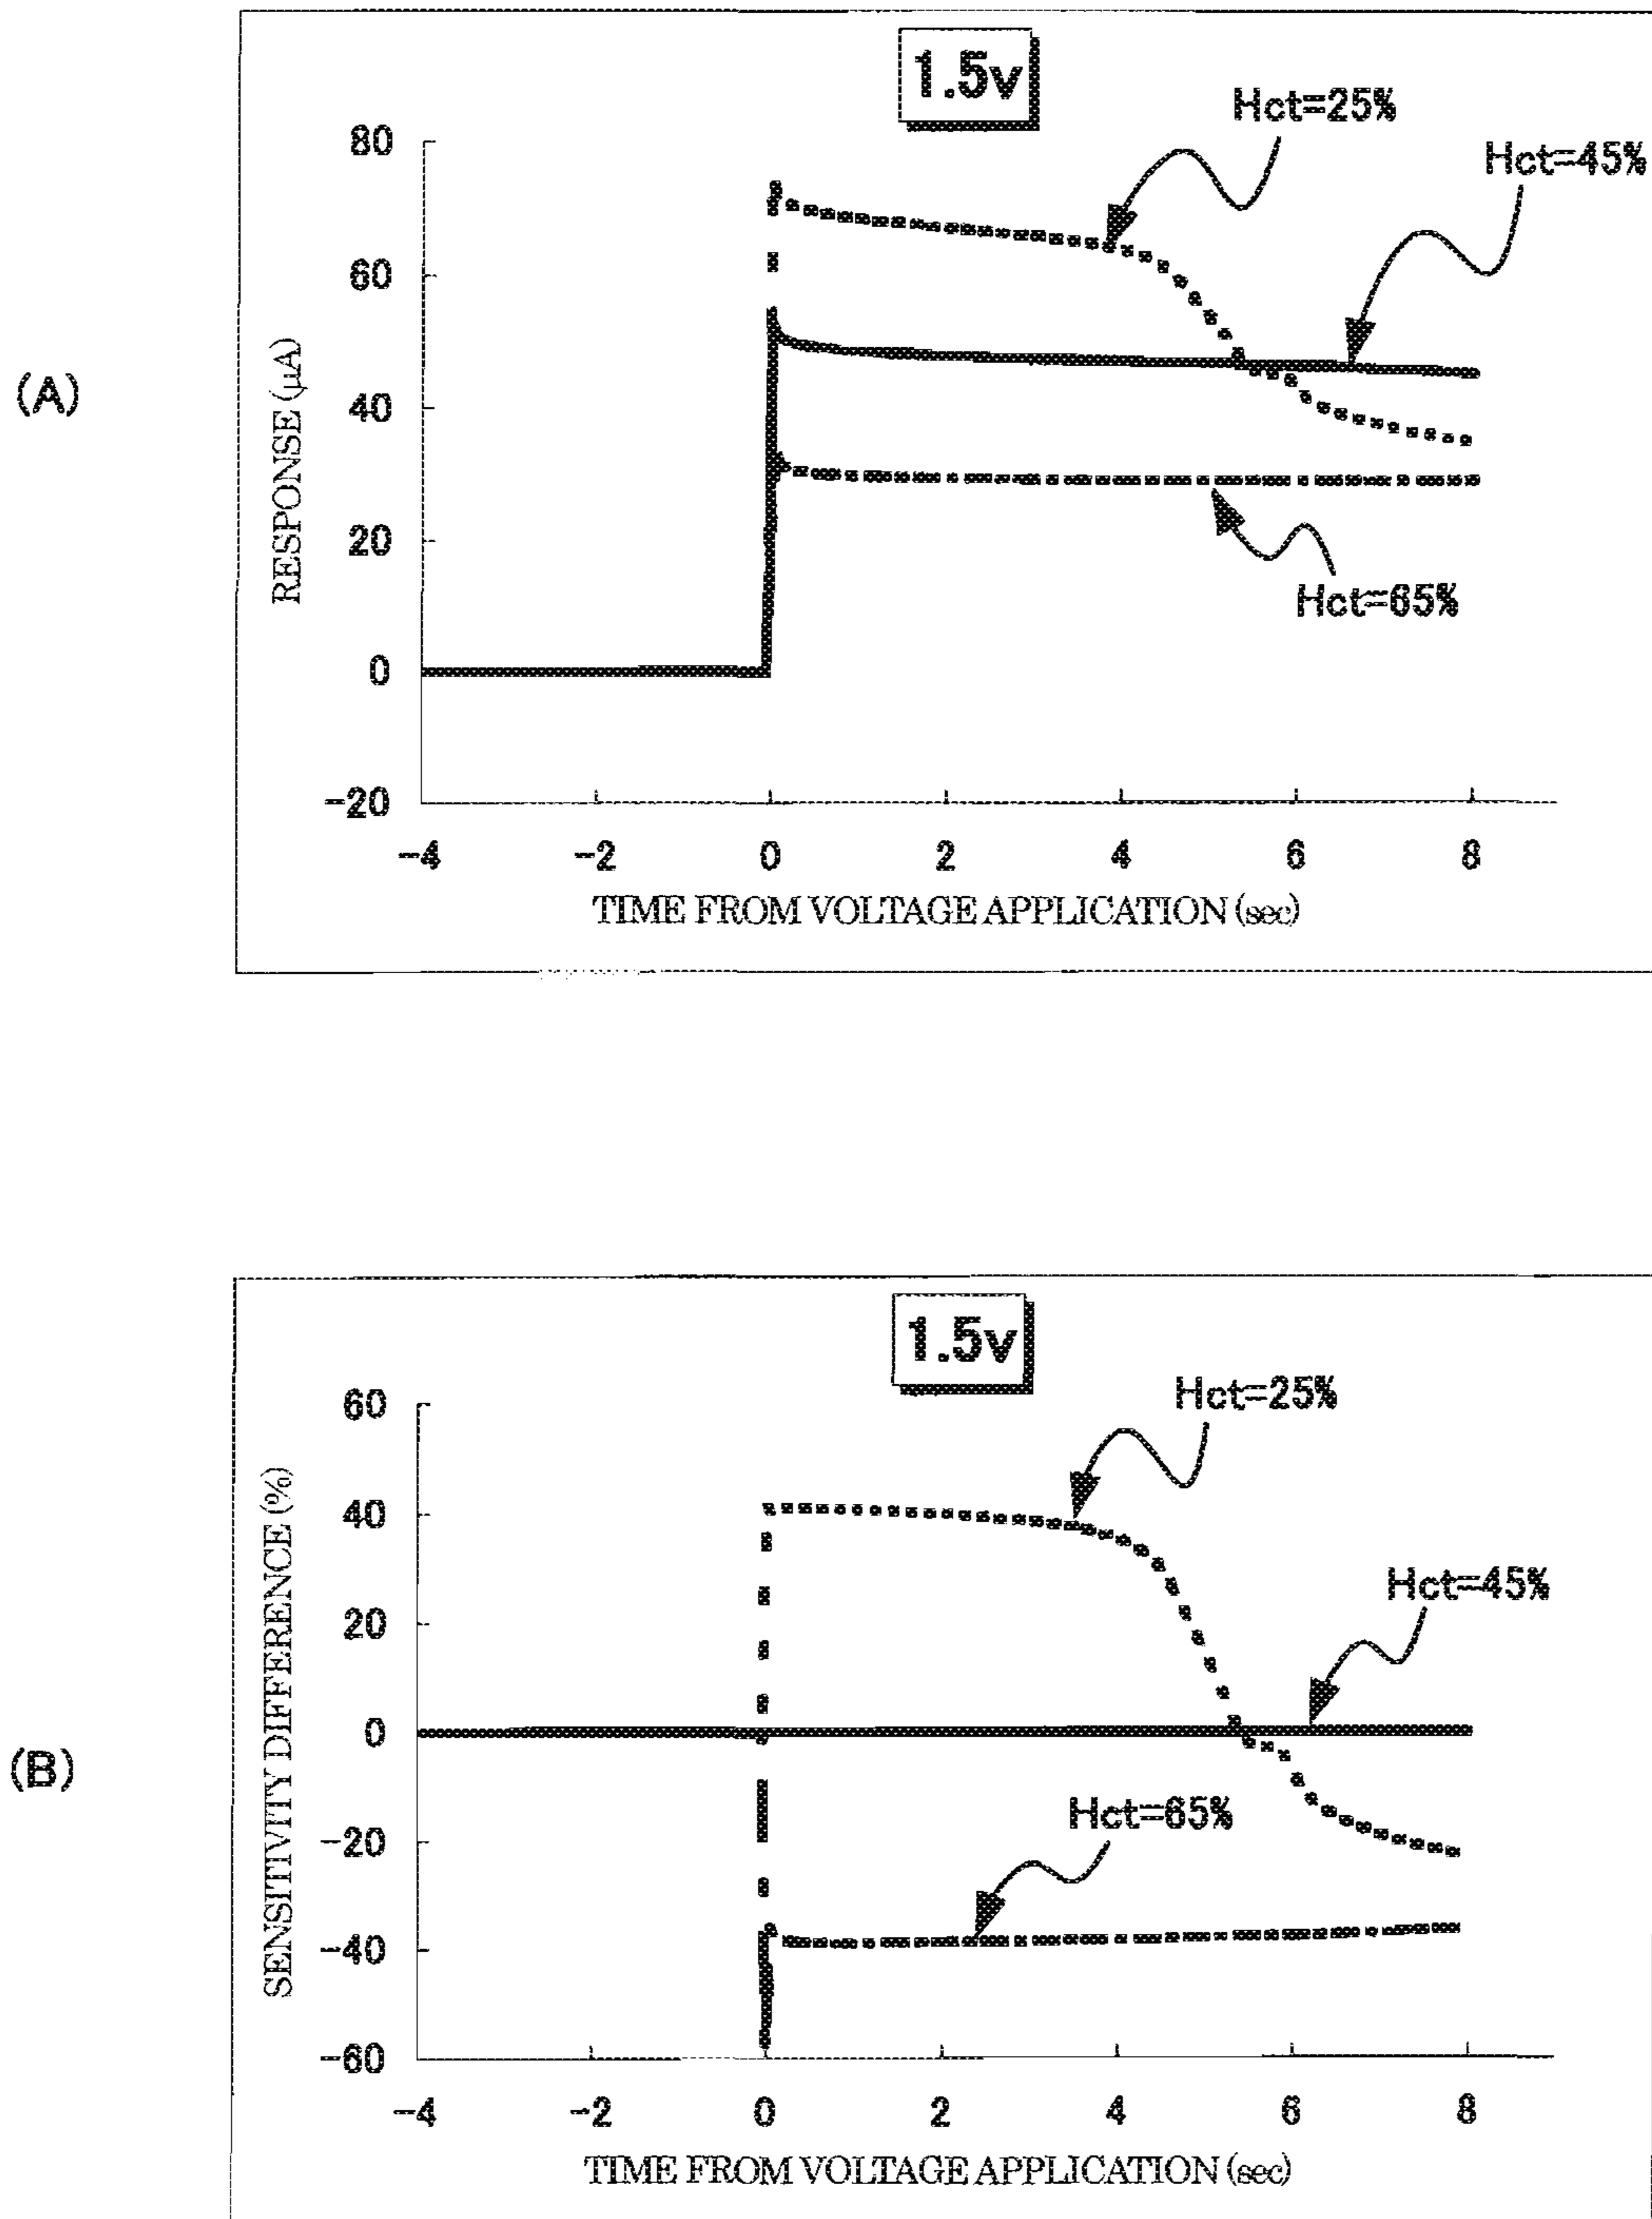 (A)
1.5v
Hct=25%
Hct=45%
Hct=65%
80
60
40
20
0
-20
RESPONSE (μA)
-4 -2 0 2 4 6 8
TIME FROM VOLTAGE APPLICATION (sec)
(B)
1.5v
Hct=25%
Hct=45%
Hct=65%
60
40
20
0
-20
-40
-60
SENSITIVITY DIFFERENCE (%)
-4 -2 0 2 4 6 8
TIME FROM VOLTAGE APPLICATION (sec)